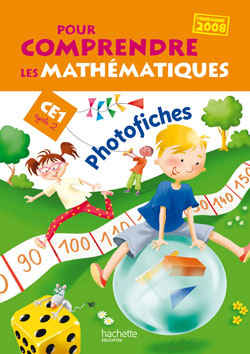 POUR
COMPRENDRE
LES MATHÉMATIQUES
PROGRAMME
2008
CE1
cycle 2
photofiches
90
100
110
120
130
140
150
hachette
ÉDUCATION